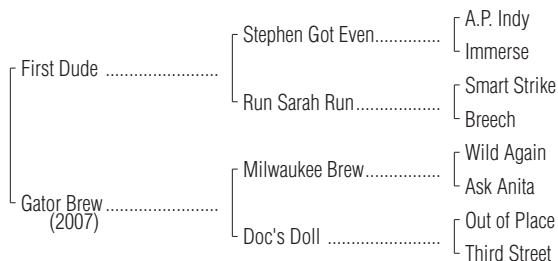 First Dude ........................
Gator Brew ........................
(2007)
Stephen Got Even..............
Run Sarah Run .................
Milwaukee Brew................
Doc's Doll .....................
A.P. Indy
Immerse
Smart Strike
Breech
Wild Again
Ask Anita
Out of Place
Third Street